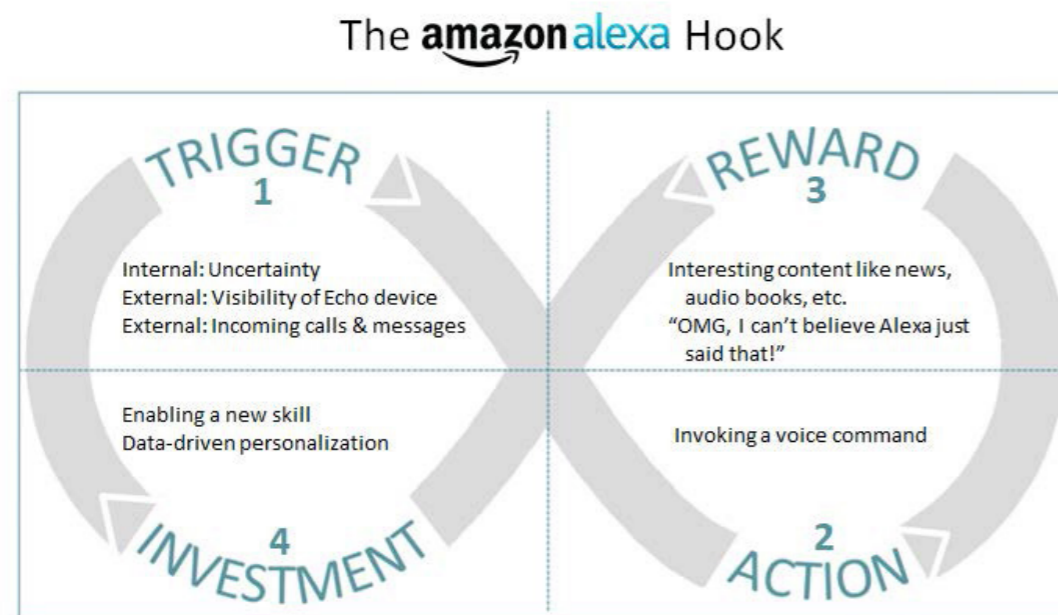 The amazon alexa Hook
TRIGGER
1
Internal: Uncertainty
External: Visibility of Echo device
External: Incoming calls & messages
REWARD
3
Interesting content like news,
audio books, etc.
“OMG, I can’t believe Alexa just
said that!”
Enabling a new skill
Data-driven personalization
4
INVESTMENT
Invoking a voice command
2
ACTION